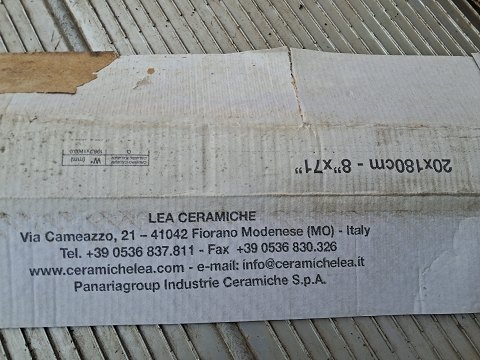 20x180cm - 8"x71"
W* (mm)
LEA CERAMICHE
Via Cameazzo, 21 - 41042 Fiorano Modenese (MO) - Italy
Tel. +39 0536 837.811 - Fax +39 0536 830.326
www.ceramichelea.com - e-mail: info@ceramichelea.it
Panariagroup Industrie Ceramiche S.p.A.